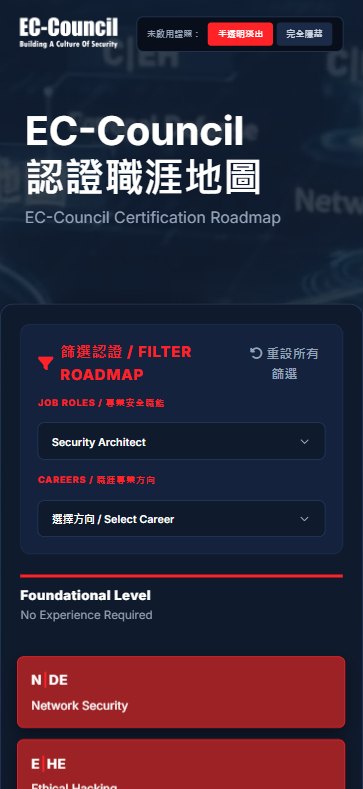 EC-Council
Building A Culture Of Security
未啟用證照：
半透明淡出
完全隱藏
C|EH
Netw
EC-Council
認證職涯地圖
EC-Council Certification Roadmap
篩選認證 / FILTER
ROADMAP
重設所有
篩選
JOB ROLES / 專業安全職能
Security Architect
CAREERS / 職涯專業方向
選擇方向 / Select Career
Foundational Level
No Experience Required
N|DE
Network Security
E|HE
Ethical Hacking